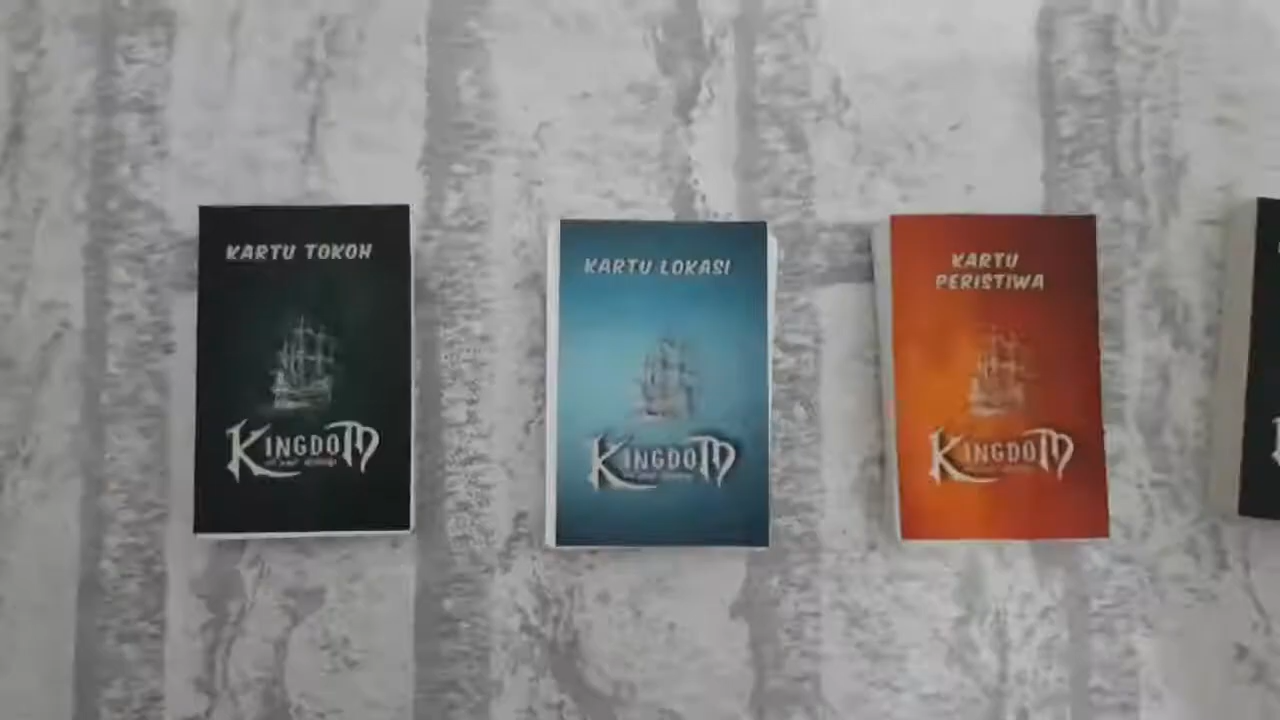 KARTU TOKOH
KINGDOM
KARTU LOKASI
KINGDOM
KARTU
PERISTIWA
KINGDOM